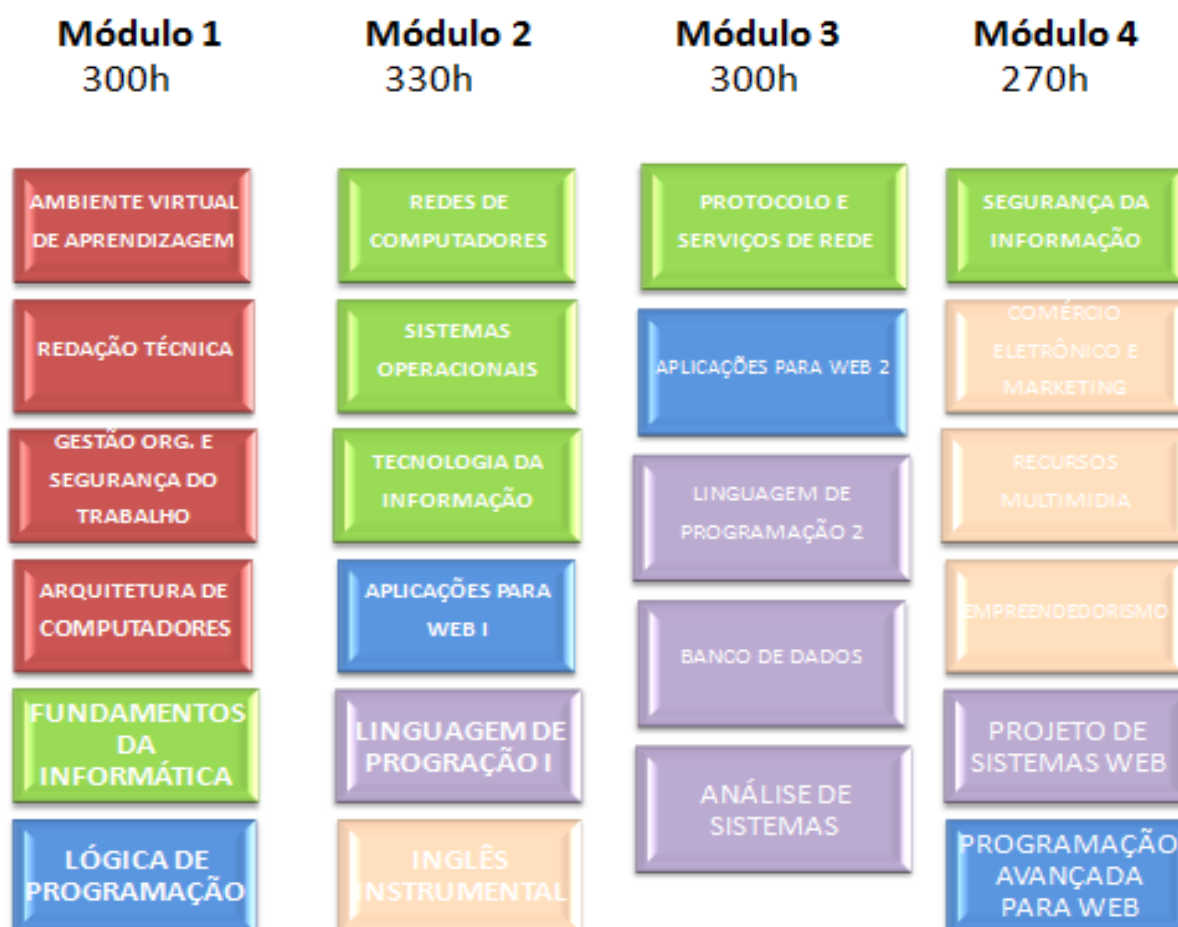 Módulo 1
300h
AMBIENTE VIRTUAL
DE APRENDIZAGEM
REDAÇÃO TÉCNICA
GESTÃO ORG. E
SEGURANÇA DO
TRABALHO
ARQUITETURA DE
COMPUTADORES
FUNDAMENTOS
DA
INFORMÁTICA
LÓGICA DE
PROGRAMAÇÃO
Módulo 2
330h
REDES DE
COMPUTADORES
SISTEMAS
OPERACIONAIS
TECNOLOGIA DA
INFORMAÇÃO
APLICAÇÕES PARA
WEB I
LINGUAGEM DE
PROGRAÇÃO I
INGLÊS
INSTRUMENTAL
Módulo 3
300h
PROTOCOLO E
SERVIÇOS DE REDE
APLICAÇÕES PARA WEB 2
LINGUAGEM DE
PROGRAMAÇÃO 2
BANCO DE DADOS
ANÁLISE DE
SISTEMAS
Módulo 4
270h
SEGURANÇA DA
INFORMAÇÃO
COMÉRCIO
ELETRÔNICO E
MARKETING
RECURSOS
MULTIMIDIA
EMPREENDEDORISMO
PROJETO DE
SISTEMAS WEB
PROGRAMAÇÃO
AVANÇADA
PARA WEB